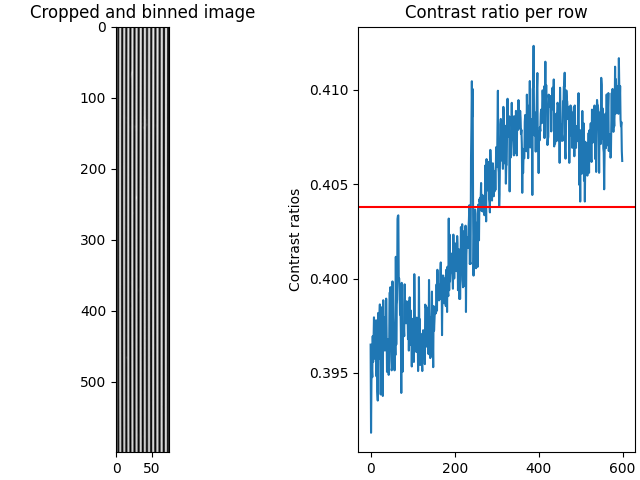 Cropped and binned image
0
100
200
300
400
500
0 50
Contrast ratio per row
0.410
0.405
0.400
0.395
Contrast ratios
0 200 400 600